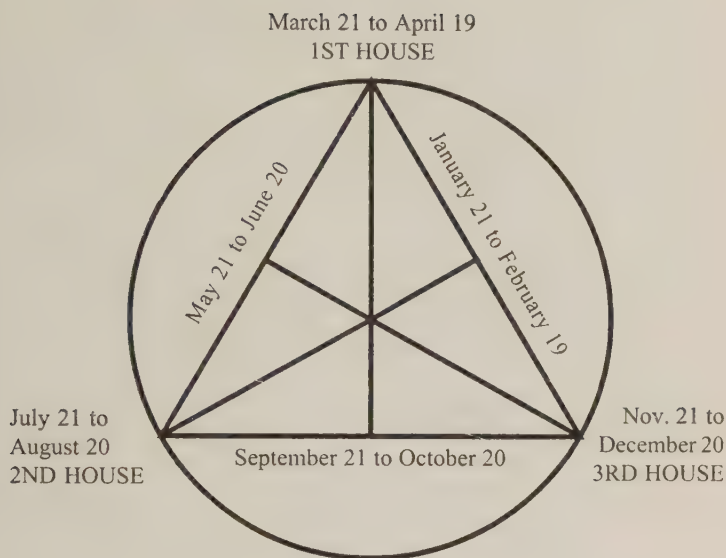 March 21 to April 19
1ST HOUSE
May 21 to June 20
January 21 to February 19
July 21 to
August 20
2ND HOUSE
September 21 to October 20
Nov. 21 to
December 20
3RD HOUSE